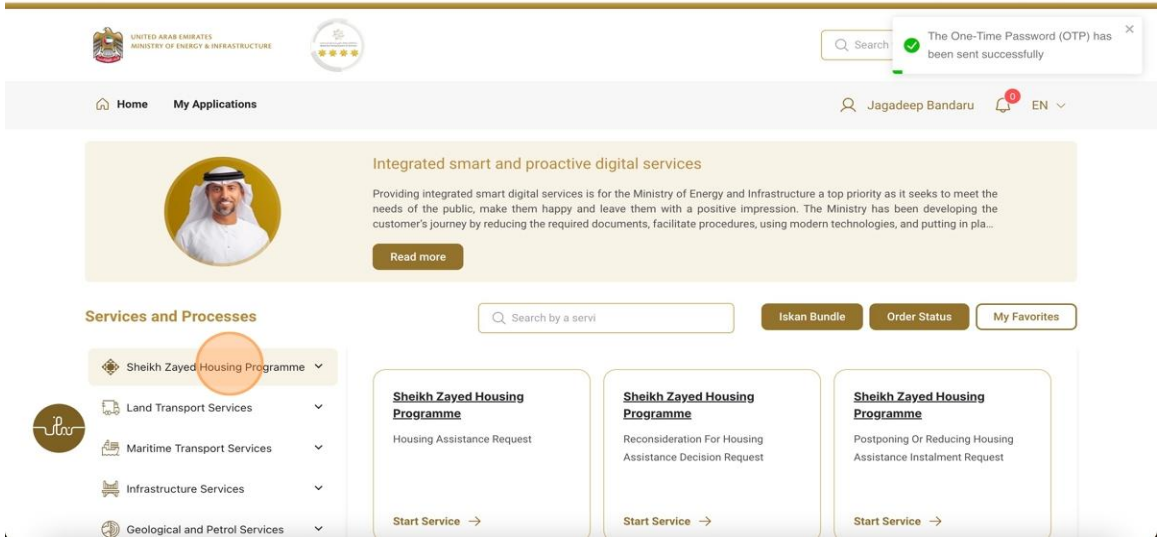 UNITED ARAB EMIRATES
MINISTRY OF ENERGY & INFRASTRUCTURE
Search
The One-Time Password (OTP) has
been sent successfully
Home
My Applications
Jagadeep Bandaru
0
EN
Integrated smart and proactive digital services
Providing integrated smart digital services is for the Ministry of Energy and Infrastructure a top priority as it seeks to meet the
needs of the public, make them happy and leave them with a positive impression. The Ministry has been developing the
customer's journey by reducing the required documents, facilitate procedures, using modern technologies, and putting in pla...
Read more
Services and Processes
Search by a servi
Iskan Bundle
Order Status
My Favorites
Sheikh Zayed Housing Programme
Land Transport Services
Maritime Transport Services
Infrastructure Services
Geological and Petrol Services
Sheikh Zayed Housing
Programme
Housing Assistance Request
Start Service
Sheikh Zayed Housing
Programme
Reconsideration For Housing
Assistance Decision Request
Start Service
Sheikh Zayed Housing
Programme
Postponing Or Reducing Housing
Assistance Instalment Request
Start Service